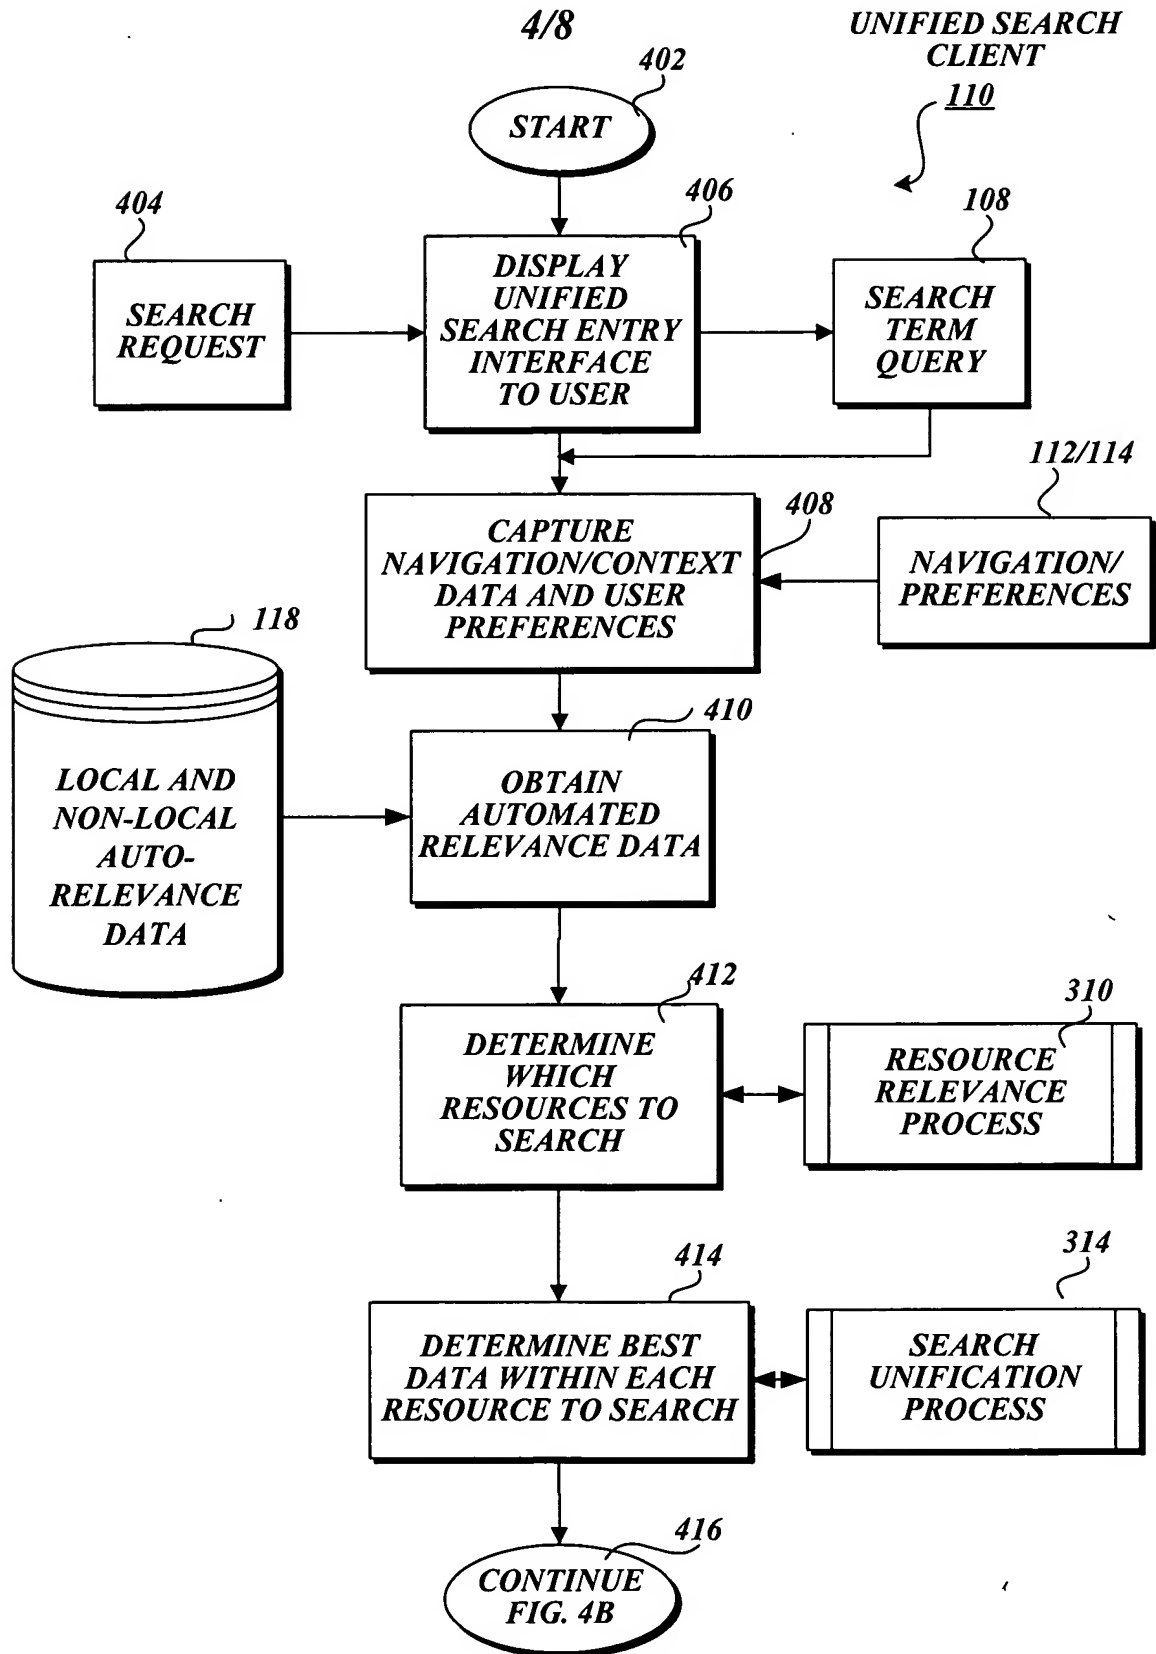 4/8
UNIFIED SEARCH
CLIENT
110
402
START
404
SEARCH
REQUEST
406
DISPLAY
UNIFIED
SEARCH ENTRY
INTERFACE
TO USER
108
SEARCH
TERM
QUERY
112/114
NAVIGATION/
PREFERENCES
408
CAPTURE
NAVIGATION/CONTEXT
DATA AND USER
PREFERENCES
118
LOCAL AND
NON-LOCAL
AUTO-
RELEVANCE
DATA
410
OBTAIN
AUTOMATED
RELEVANCE DATA
412
DETERMINE
WHICH
RESOURCES TO
SEARCH
310
RESOURCE
RELEVANCE
PROCESS
414
DETERMINE BEST
DATA WITHIN EACH
RESOURCE TO SEARCH
314
SEARCH
UNIFICATION
PROCESS
416
CONTINUE
FIG. 4B